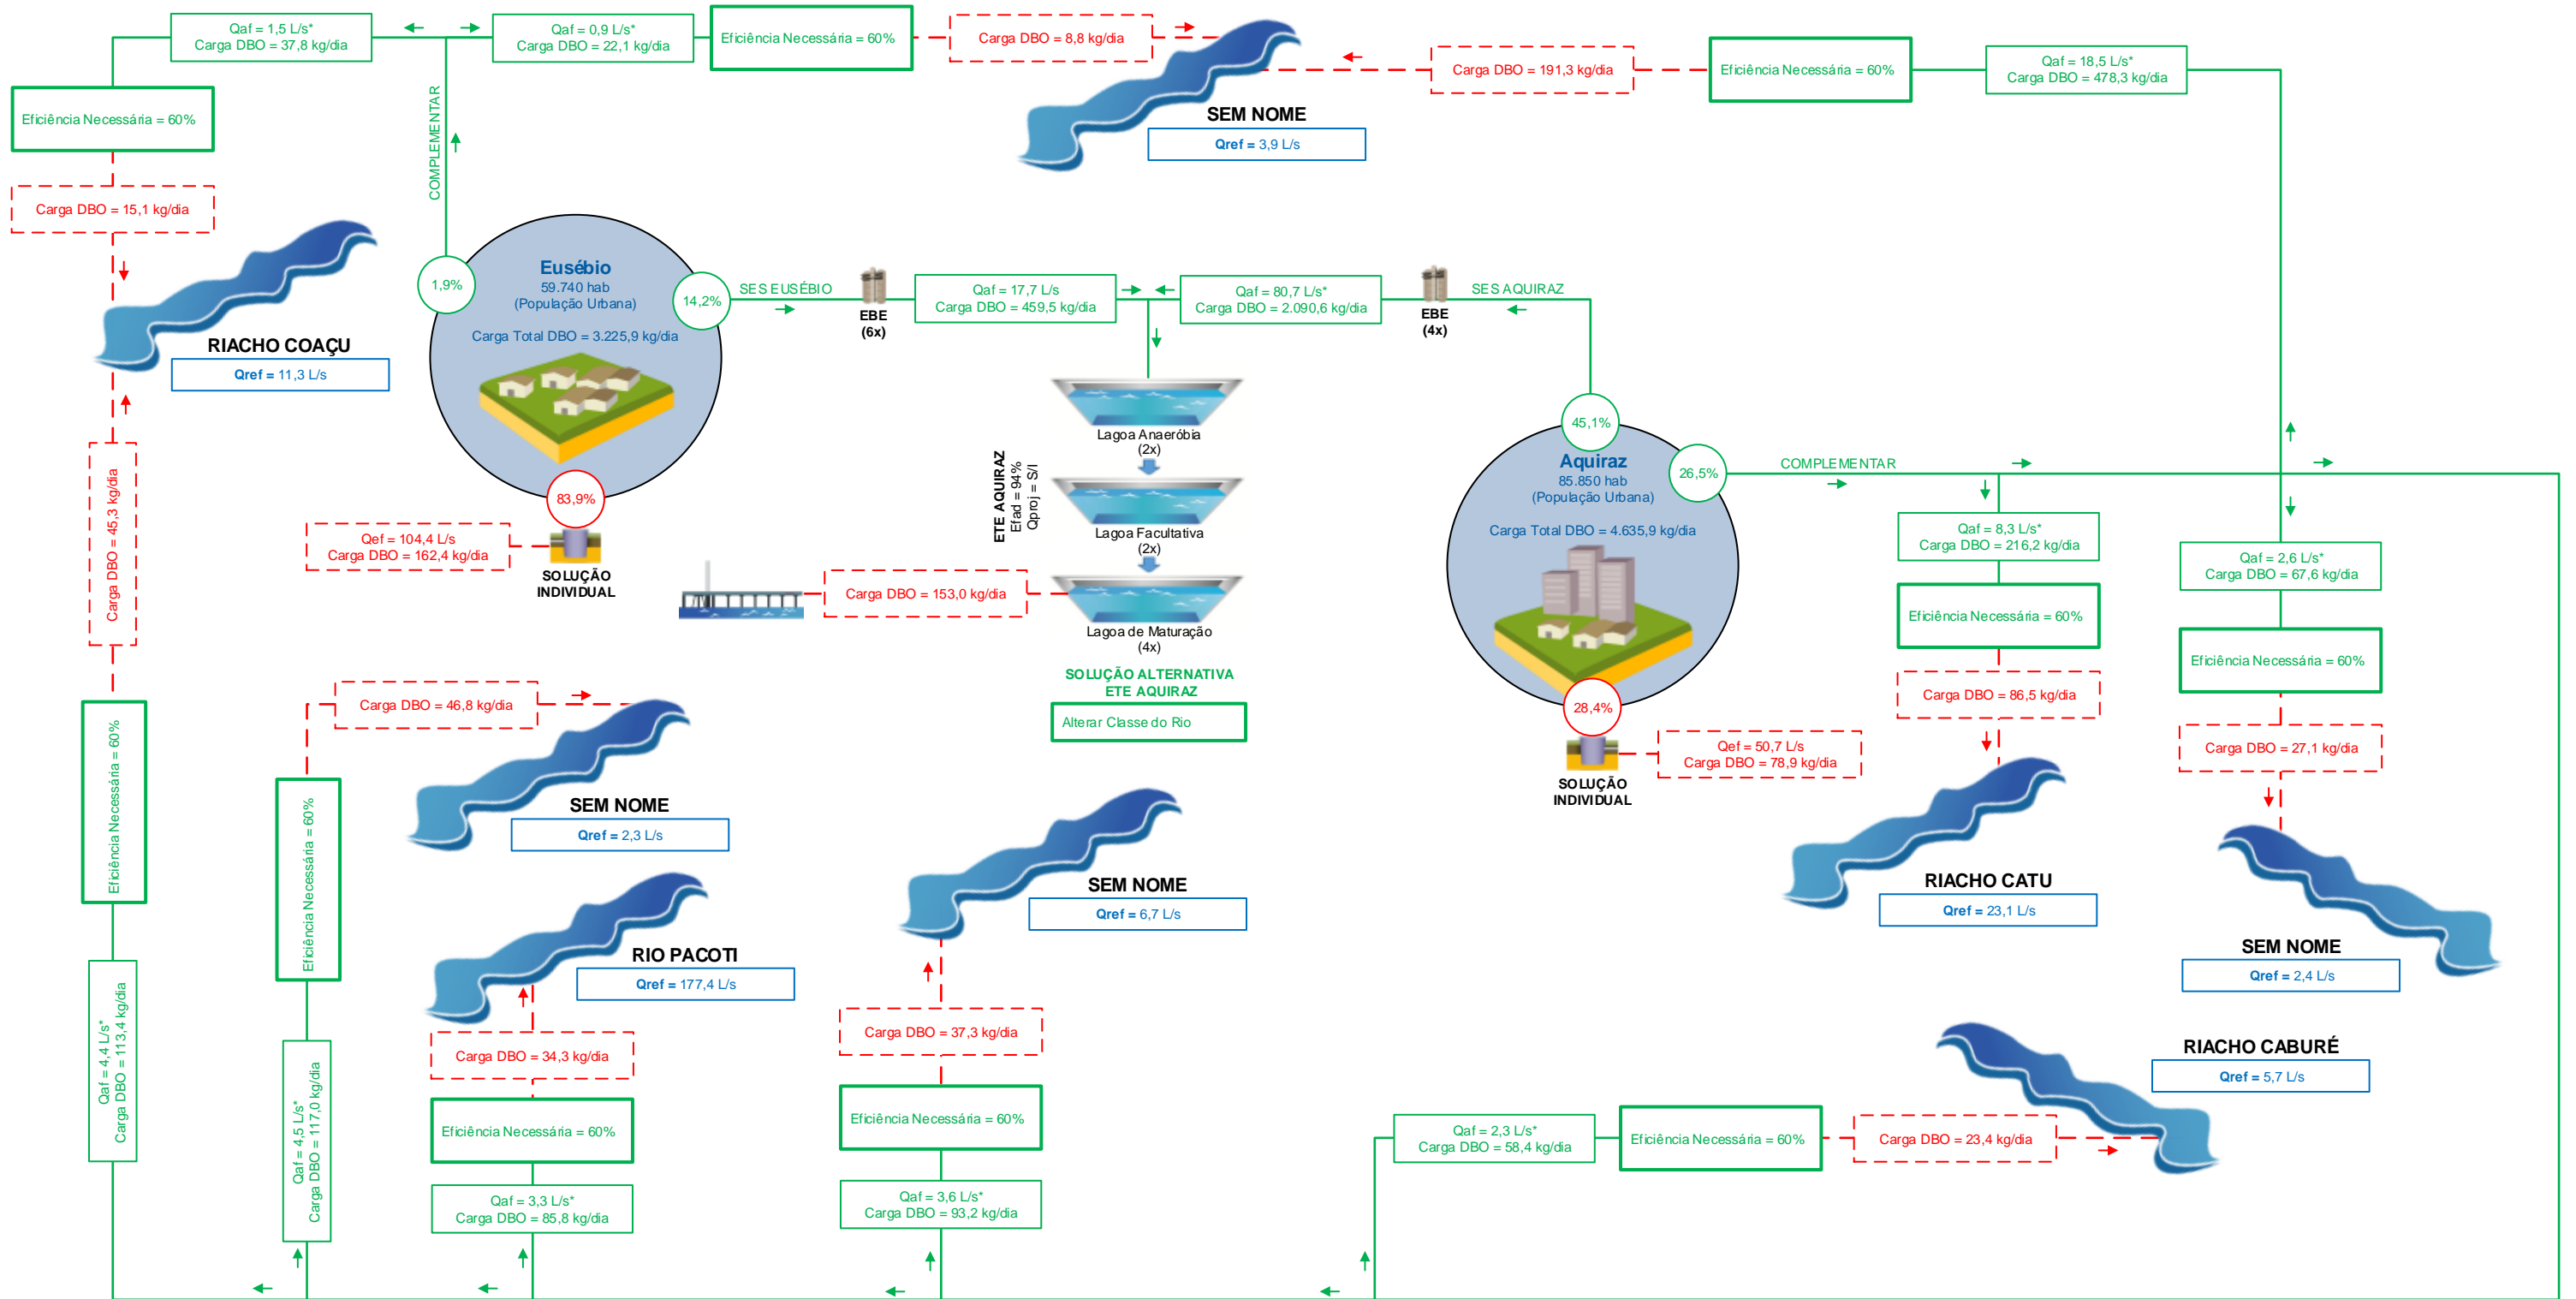 Qaf = 1,5 L/s*
Carga DBO = 37,8 kg/dia
Qaf = 0,9 L/s*
Carga DBO = 22,1 kg/dia
Eficiência Necessária = 60%
Carga DBO = 8,8 kg/dia
Carga DBO = 191,3 kg/dia
Eficiência Necessária = 60%
Qaf = 18,5 L/s*
Carga DBO = 478,3 kg/dia
SEM NOME
Qref = 3,9 L/s
Eficiência Necessária = 60%
COMPLEMENTAR
Carga DBO = 15,1 kg/dia
RIACHO COAÇU
Qref = 11,3 L/s
1,9%
Eusébio
59.740 hab
(População Urbana)
Carga Total DBO = 3.225,9 kg/dia
14,2%
83,9%
SES EUSÉBIO
EBE
(6x)
Qaf = 17,7 L/s
Carga DBO = 459,5 kg/dia
Qaf = 80,7 L/s*
Carga DBO = 2.090,6 kg/dia
EBE
(4x)
SES AQUIRAZ
Qef = 104,4 L/s
Carga DBO = 162,4 kg/dia
SOLUÇÃO
INDIVIDUAL
Lagoa Anaeróbia
(2x)
ETE AQUIRAZ
Efad = 94%
Qproj = S/I
Lagoa Facultativa
(2x)
Carga DBO = 153,0 kg/dia
Lagoa de Maturação
(4x)
SOLUÇÃO ALTERNATIVA
ETE AQUIRAZ
Alterar Classe do Rio
45,1%
Aquiraz
85.850 hab
(População Urbana)
Carga Total DBO = 4.635,9 kg/dia
26,5%
28,4%
COMPLEMENTAR
Qef = 50,7 L/s
Carga DBO = 78,9 kg/dia
SOLUÇÃO
INDIVIDUAL
Qaf = 8,3 L/s*
Carga DBO = 216,2 kg/dia
Eficiência Necessária = 60%
Carga DBO = 86,5 kg/dia
RIACHO CATU
Qref = 23,1 L/s
Qaf = 2,6 L/s*
Carga DBO = 67,6 kg/dia
Eficiência Necessária = 60%
Carga DBO = 27,1 kg/dia
SEM NOME
Qref = 2,4 L/s
Carga DBO = 45,3 kg/dia
Eficiência Necessária = 60%
Qaf = 4,4 L/s*
Carga DBO = 113,4 kg/dia
Carga DBO = 46,8 kg/dia
SEM NOME
Qref = 2,3 L/s
Eficiência Necessária = 60%
Qaf = 4,5 L/s*
Carga DBO = 117,0 kg/dia
RIO PACOTI
Qref = 177,4 L/s
Carga DBO = 34,3 kg/dia
Eficiência Necessária = 60%
Qaf = 3,3 L/s*
Carga DBO = 85,8 kg/dia
SEM NOME
Qref = 6,7 L/s
Carga DBO = 37,3 kg/dia
Eficiência Necessária = 60%
Qaf = 3,6 L/s*
Carga DBO = 93,2 kg/dia
RIACHO CABURÉ
Qref = 5,7 L/s
Qaf = 2,3 L/s*
Carga DBO = 58,4 kg/dia
Eficiência Necessária = 60%
Carga DBO = 23,4 kg/dia